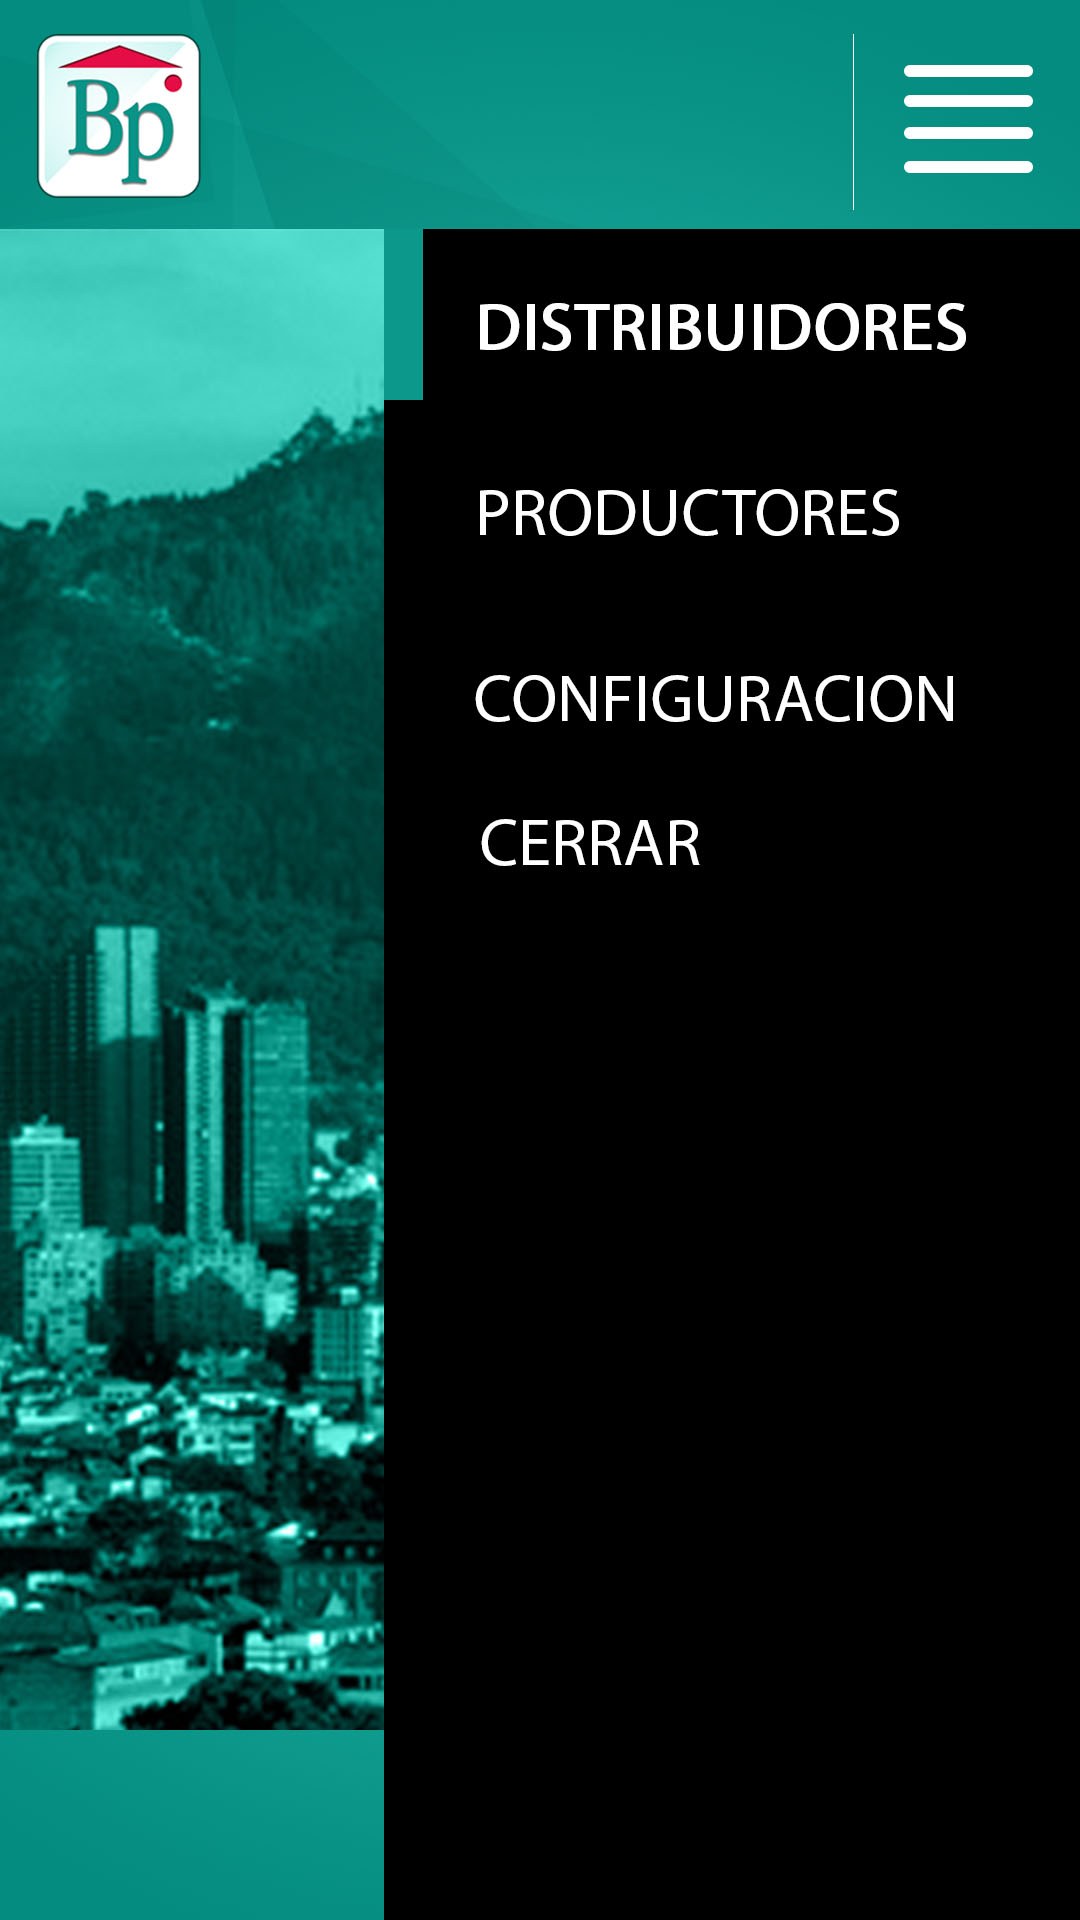 Bp
DISTRIBUIDORES
PRODUCTORES
CONFIGURACION
CERRAR